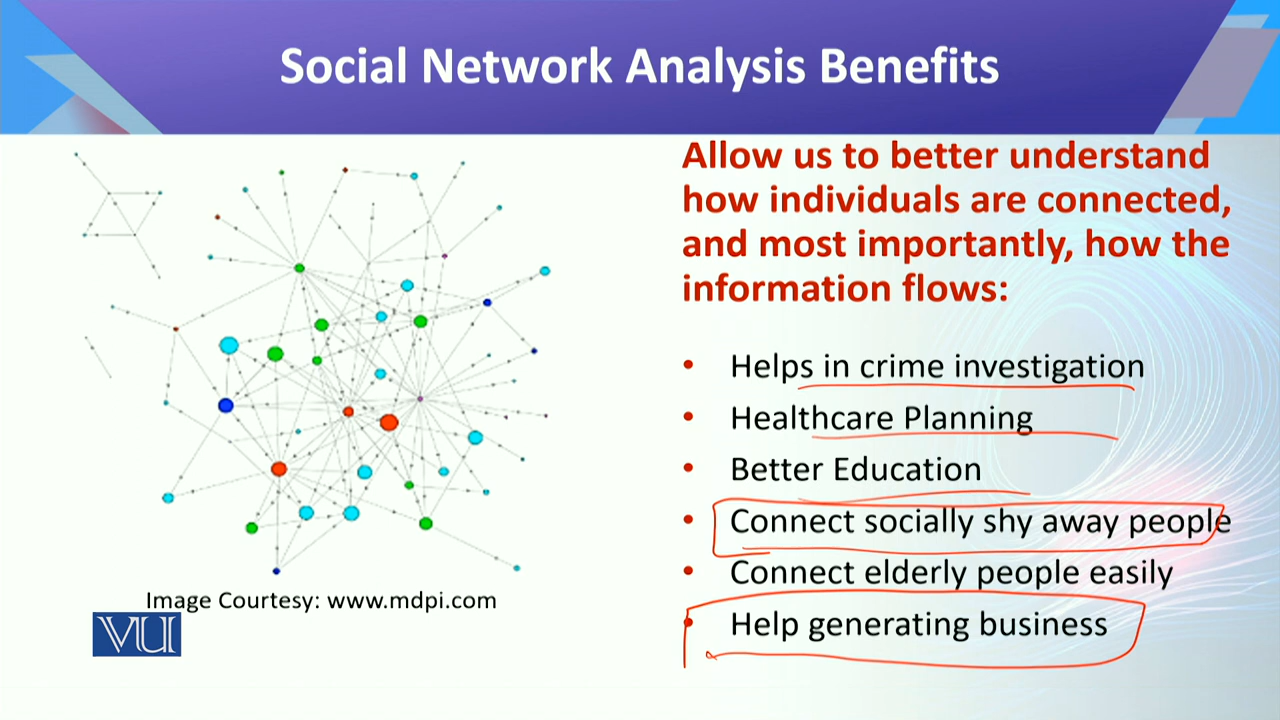 Social Network Analysis Benefits
Allow us to better understand
how individuals are connected,
and most importantly, how the
information flows:
• Helps in crime investigation
• Healthcare Planning
• Better Education
• Connect socially shy away people
• Connect elderly people easily
• Help generating business
Image Courtesy: www.mdpi.com
VU